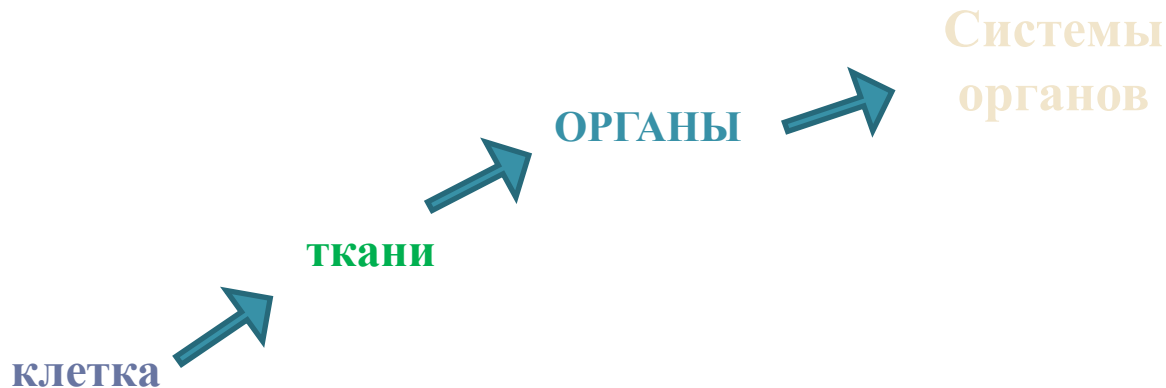 Системы
органов
ОРГАНЫ
ткани
клетка